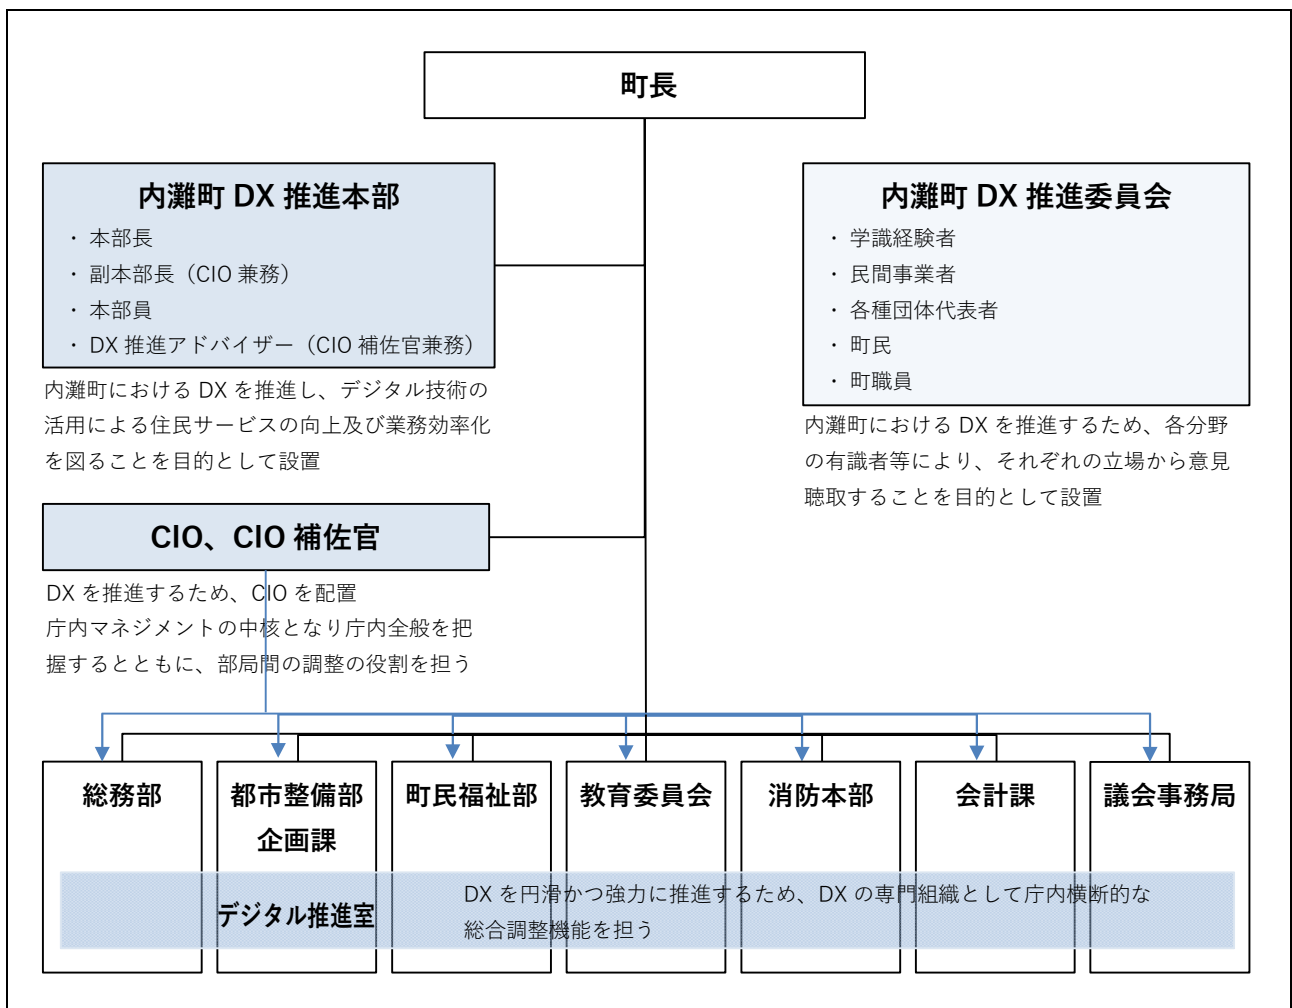 町長
内灘町 DX 推進本部
・ 本部長
・ 副本部長（CIO 兼務）
・ 本部員
・ DX 推進アドバイザー（CIO 補佐官兼務）
内灘町における DX を推進し、デジタル技術の
活用による住民サービスの向上及び業務効率化
を図ることを目的として設置
内灘町 DX 推進委員会
・ 学識経験者
・ 民間事業者
・ 各種団体代表者
・ 町民
・ 町職員
内灘町における DX を推進するため、各分野
の有識者等により、それぞれの立場から意見
聴取することを目的として設置
CIO、CIO 補佐官
DX を推進するため、CIO を配置
庁内マネジメントの中核となり庁内全般を把
握するとともに、部局間の調整の役割を担う
総務部
都市整備部
企画課
町民福祉部
教育委員会
消防本部
会計課
議会事務局
デジタル推進室
DX を円滑かつ強力に推進するため、DX の専門組織として庁内横断的な
総合調整機能を担う